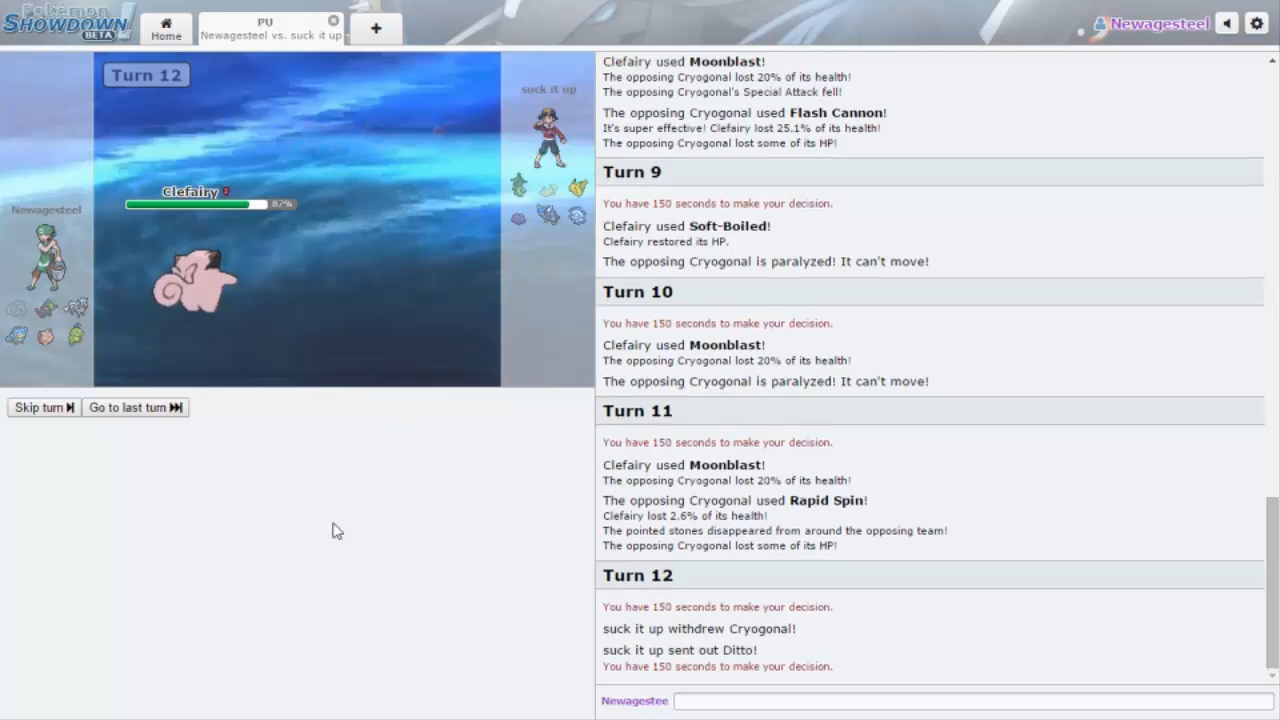 Pokémon
Showdown!
BETA
Home
PU
Newagesteel vs. suck it up
+
Newagesteel
Turn 12
suck it up
Clefairy
87%
Newagesteel
Skip turn
Go to last turn
Clefairy used Moonblast!
The opposing Cryogonal lost 20% of its health!
The opposing Cryogonal's Special Attack fell!
The opposing Cryogonal used Flash Cannon!
It's super effective! Clefairy lost 25.1% of its health!
The opposing Cryogonal lost some of its HP!
Turn 9
You have 150 seconds to make your decision.
Clefairy used Soft-Boiled!
Clefairy restored its HP.
The opposing Cryogonal is paralyzed! It can't move!
Turn 10
You have 150 seconds to make your decision.
Clefairy used Moonblast!
The opposing Cryogonal lost 20% of its health!
The opposing Cryogonal is paralyzed! It can't move!
Turn 11
You have 150 seconds to make your decision.
Clefairy used Moonblast!
The opposing Cryogonal lost 20% of its health!
The opposing Cryogonal used Rapid Spin!
Clefairy lost 2.6% of its health!
The pointed stones disappeared from around the opposing team!
The opposing Cryogonal lost some of its HP!
Turn 12
You have 150 seconds to make your decision.
suck it up withdrew Cryogonal!
suck it up sent out Ditto!
You have 150 seconds to make your decision.
Newagestee